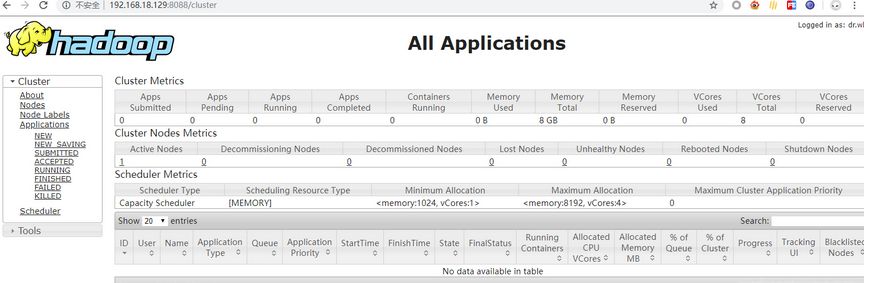 不安全 | 192.168.18.129:8088/cluster
Logged in as: dr.w
hadoop
All Applications
Cluster
About
Nodes
Node Labels
Applications
NEW
NEW_SAVING
SUBMITTED
ACCEPTED
RUNNING
FINISHED
FAILED
KILLED
Scheduler
Tools
Cluster Metrics
Apps Submitted Apps Pending Apps Running Apps Completed Containers Running Memory Used Memory Total Memory Reserved VCores Used VCores Total VCores Reserved
0 0 0 0 0 0 B 8 GB 0 B 0 8 0
Cluster Nodes Metrics
Active Nodes Decommissioning Nodes Decommissioned Nodes Lost Nodes Unhealthy Nodes Rebooted Nodes Shutdown Nodes
1 0 0 0 0 0 0
Scheduler Metrics
Scheduler Type Scheduling Resource Type Minimum Allocation Maximum Allocation Maximum Cluster Application Priority
Capacity Scheduler [MEMORY] <memory:1024, vCores:1> <memory:8192, vCores:4> 0
Show 20 entries Search:
ID User Name Application Type Queue Application Priority StartTime FinishTime State FinalStatus Running Containers Allocated CPU VCores Allocated Memory MB % of Queue % of Cluster Progress Tracking UI Blacklisted Nodes
No data available in table